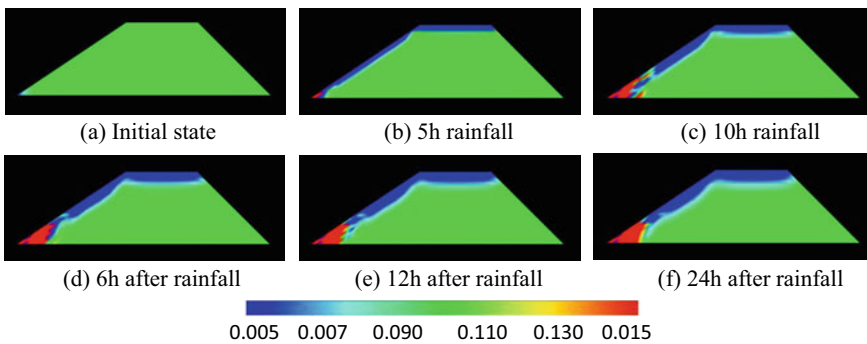 (a) Initial state (b) 5h rainfall (c) 10h rainfall
(d) 6h after rainfall (e) 12h after rainfall (f) 24h after rainfall
0.005 0.007 0.090 0.110 0.130 0.015